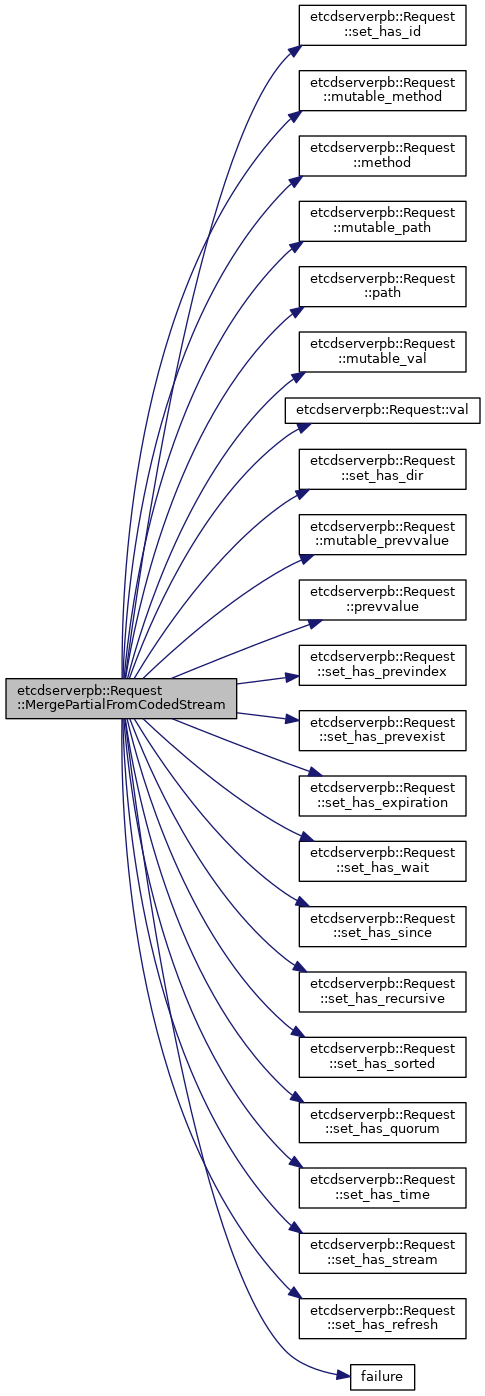 etcdserverpb::Request
::set_has_id
etcdserverpb::Request
::mutable_method
etcdserverpb::Request
::method
etcdserverpb::Request
::mutable_path
etcdserverpb::Request
::path
etcdserverpb::Request
::mutable_val
etcdserverpb::Request::val
etcdserverpb::Request
::set_has_dir
etcdserverpb::Request
::mutable_prevvalue
etcdserverpb::Request
::prevvalue
etcdserverpb::Request
::set_has_previndex
etcdserverpb::Request
::MergePartialFromCodedStream
etcdserverpb::Request
::set_has_prevexist
etcdserverpb::Request
::set_has_expiration
etcdserverpb::Request
::set_has_wait
etcdserverpb::Request
::set_has_since
etcdserverpb::Request
::set_has_recursive
etcdserverpb::Request
::set_has_sorted
etcdserverpb::Request
::set_has_quorum
etcdserverpb::Request
::set_has_time
etcdserverpb::Request
::set_has_stream
etcdserverpb::Request
::set_has_refresh
failure